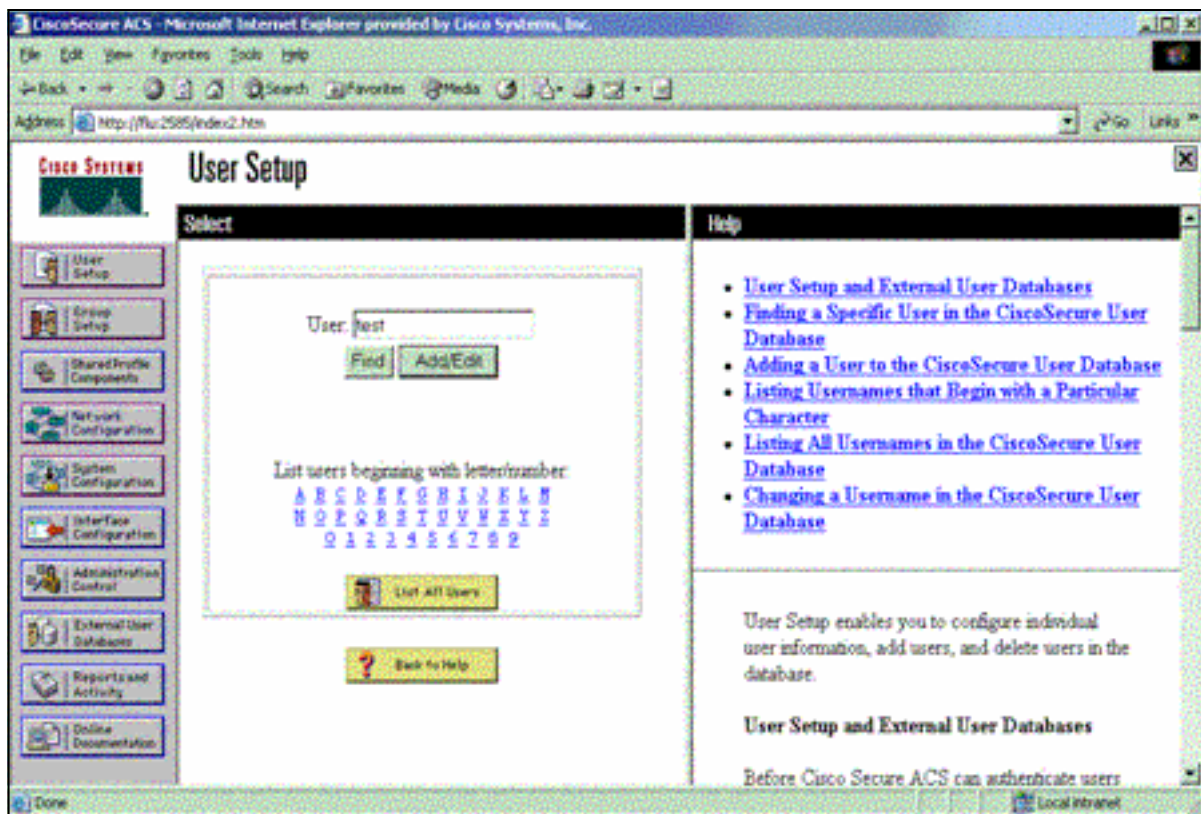 CiscoSecure ACS - Microsoft Internet Explorer provided by Cisco Systems, Inc.
File Edit View Favorites Tools Help
Back Search Favorites Media
Address http://flu:2585/index2.htm Go Links »
CISCO SYSTEMS
User Setup
User Setup
Group Setup
Shared Profile Components
Network Configuration
System Configuration
Interface Configuration
Administration Control
External User Databases
Reports and Activity
Online Documentation
Select
User: test
Find Add/Edit
List users beginning with letter/number:
A B C D E F G H I J K L M
N O P Q R S T U V W X Y Z
0 1 2 3 4 5 6 7 8 9
List All Users
Back to Help
Help
• User Setup and External User Databases
• Finding a Specific User in the CiscoSecure User
Database
• Adding a User to the CiscoSecure User Database
• Listing Usernames that Begin with a Particular
Character
• Listing All Usernames in the CiscoSecure User
Database
• Changing a Username in the CiscoSecure User
Database
User Setup enables you to configure individual
user information, add users, and delete users in the
database.
User Setup and External User Databases
Before Cisco Secure ACS can authenticate users
Done
Local intranet